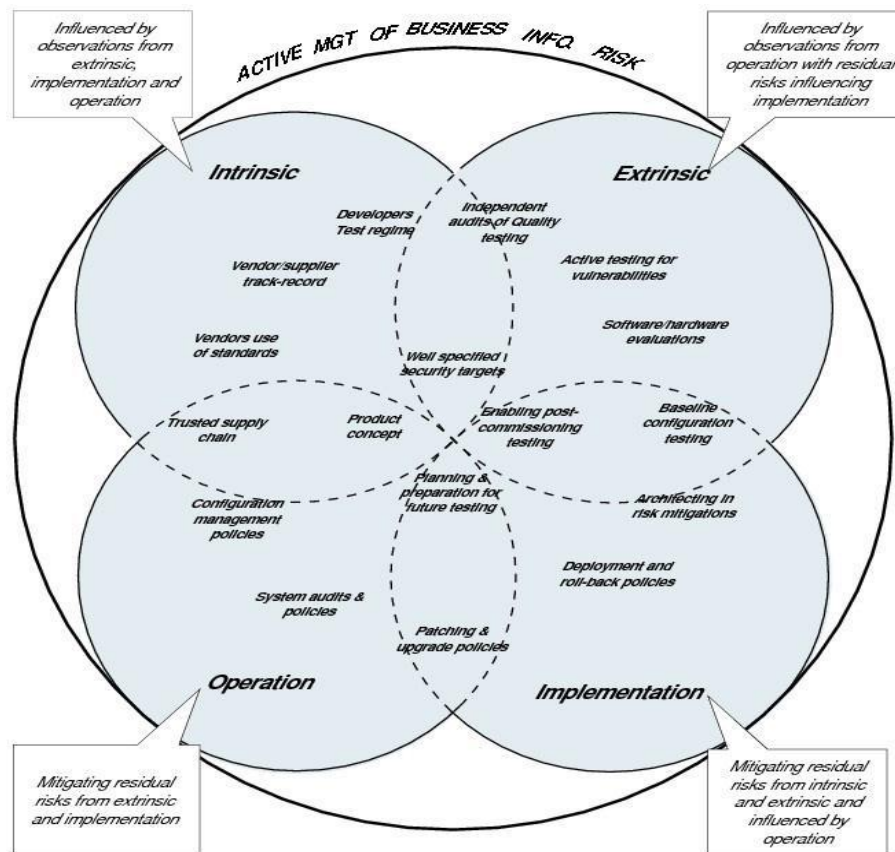 Influenced by
observations from
extrinsic,
implementation and
operation
ACTIVE MGT OF BUSINESS INFO. RISK
Influenced by
observations from
operation with residual
risks influencing
implementation
Intrinsic
Extrinsic
Developers
Test regime
Independent
audits of Quality
testing
Vendor/supplier
track-record
Active testing for
vulnerabilities
Vendors use
of standards
Well specified
security targets
Software/hardware
evaluations
Trusted supply
chain
Product
concept
Enabling post-
commissioning
testing
Baseline
configuration
testing
Configuration
management
policies
Planning &
preparation for
future testing
Architecting in
risk mitigations
System audits &
policies
Deployment and
roll-back policies
Patching &
upgrade policies
Operation
Implementation
Mitigating residual
risks from extrinsic
and implementation
Mitigating residual
risks from intrinsic
and extrinsic and
influenced by
operation